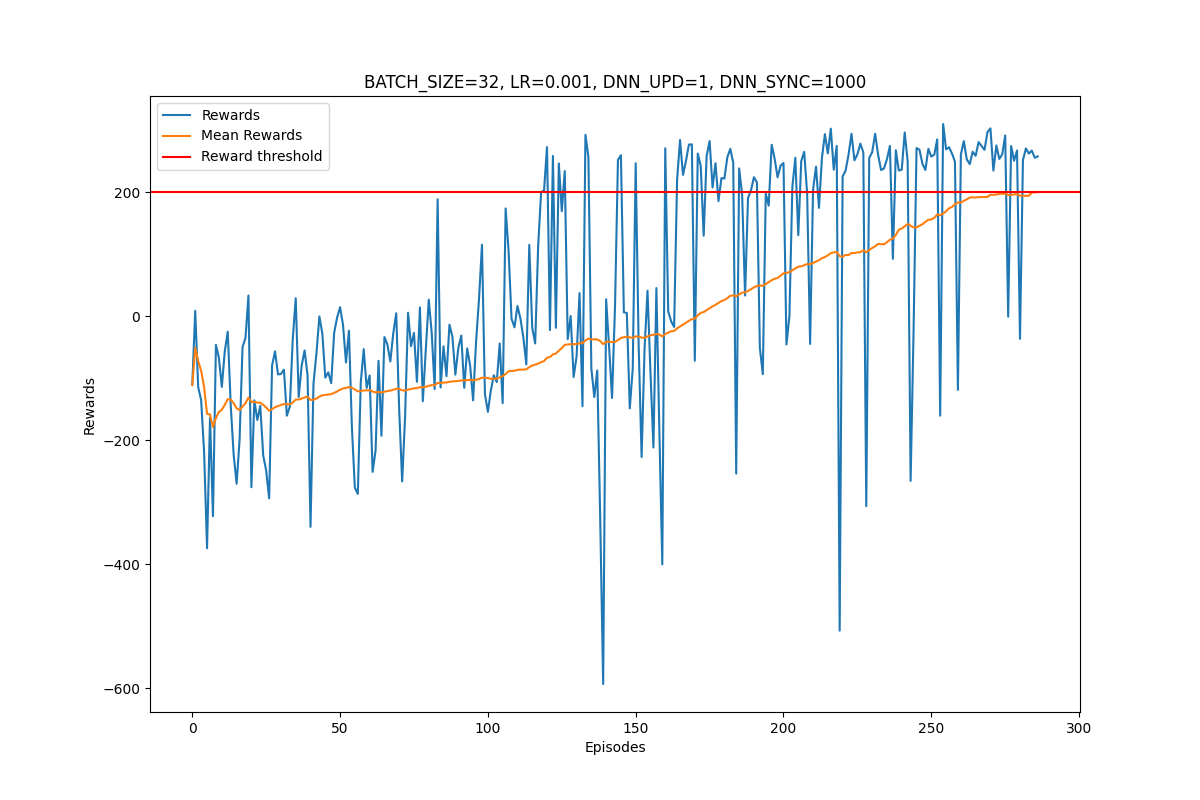 BATCH_SIZE=32, LR=0.001, DNN_UPD=1, DNN_SYNC=1000
Rewards
Mean Rewards
Reward threshold
200
0
−200
−400
−600
Rewards
0 50 100 150 200 250 300
Episodes